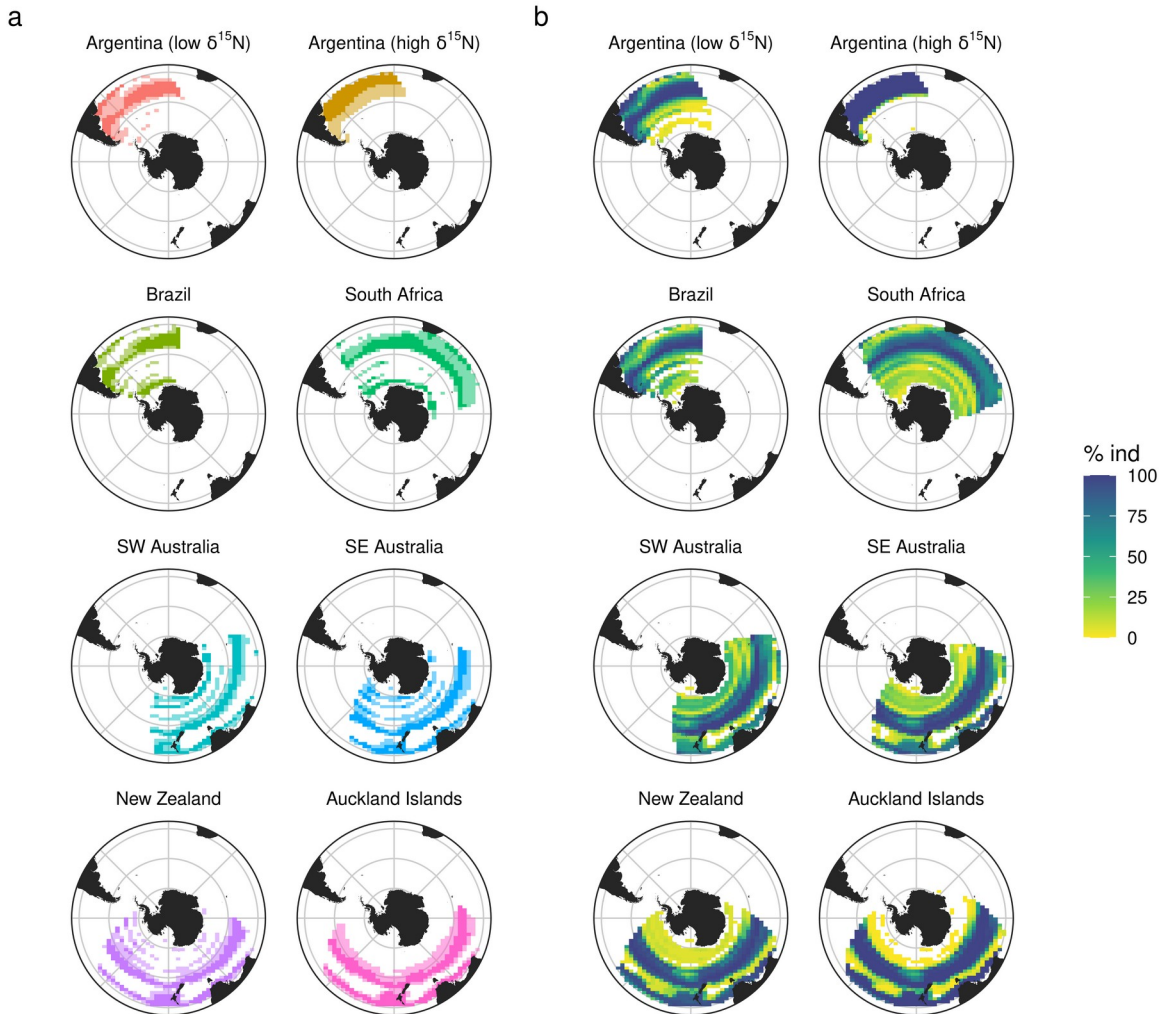 a
b
Argentina (low δ¹⁵N)
Argentina (high δ¹⁵N)
Argentina (low δ¹⁵N)
Argentina (high δ¹⁵N)
Brazil
South Africa
Brazil
South Africa
% ind
100
75
50
25
0
SW Australia
SE Australia
SW Australia
SE Australia
New Zealand
Auckland Islands
New Zealand
Auckland Islands